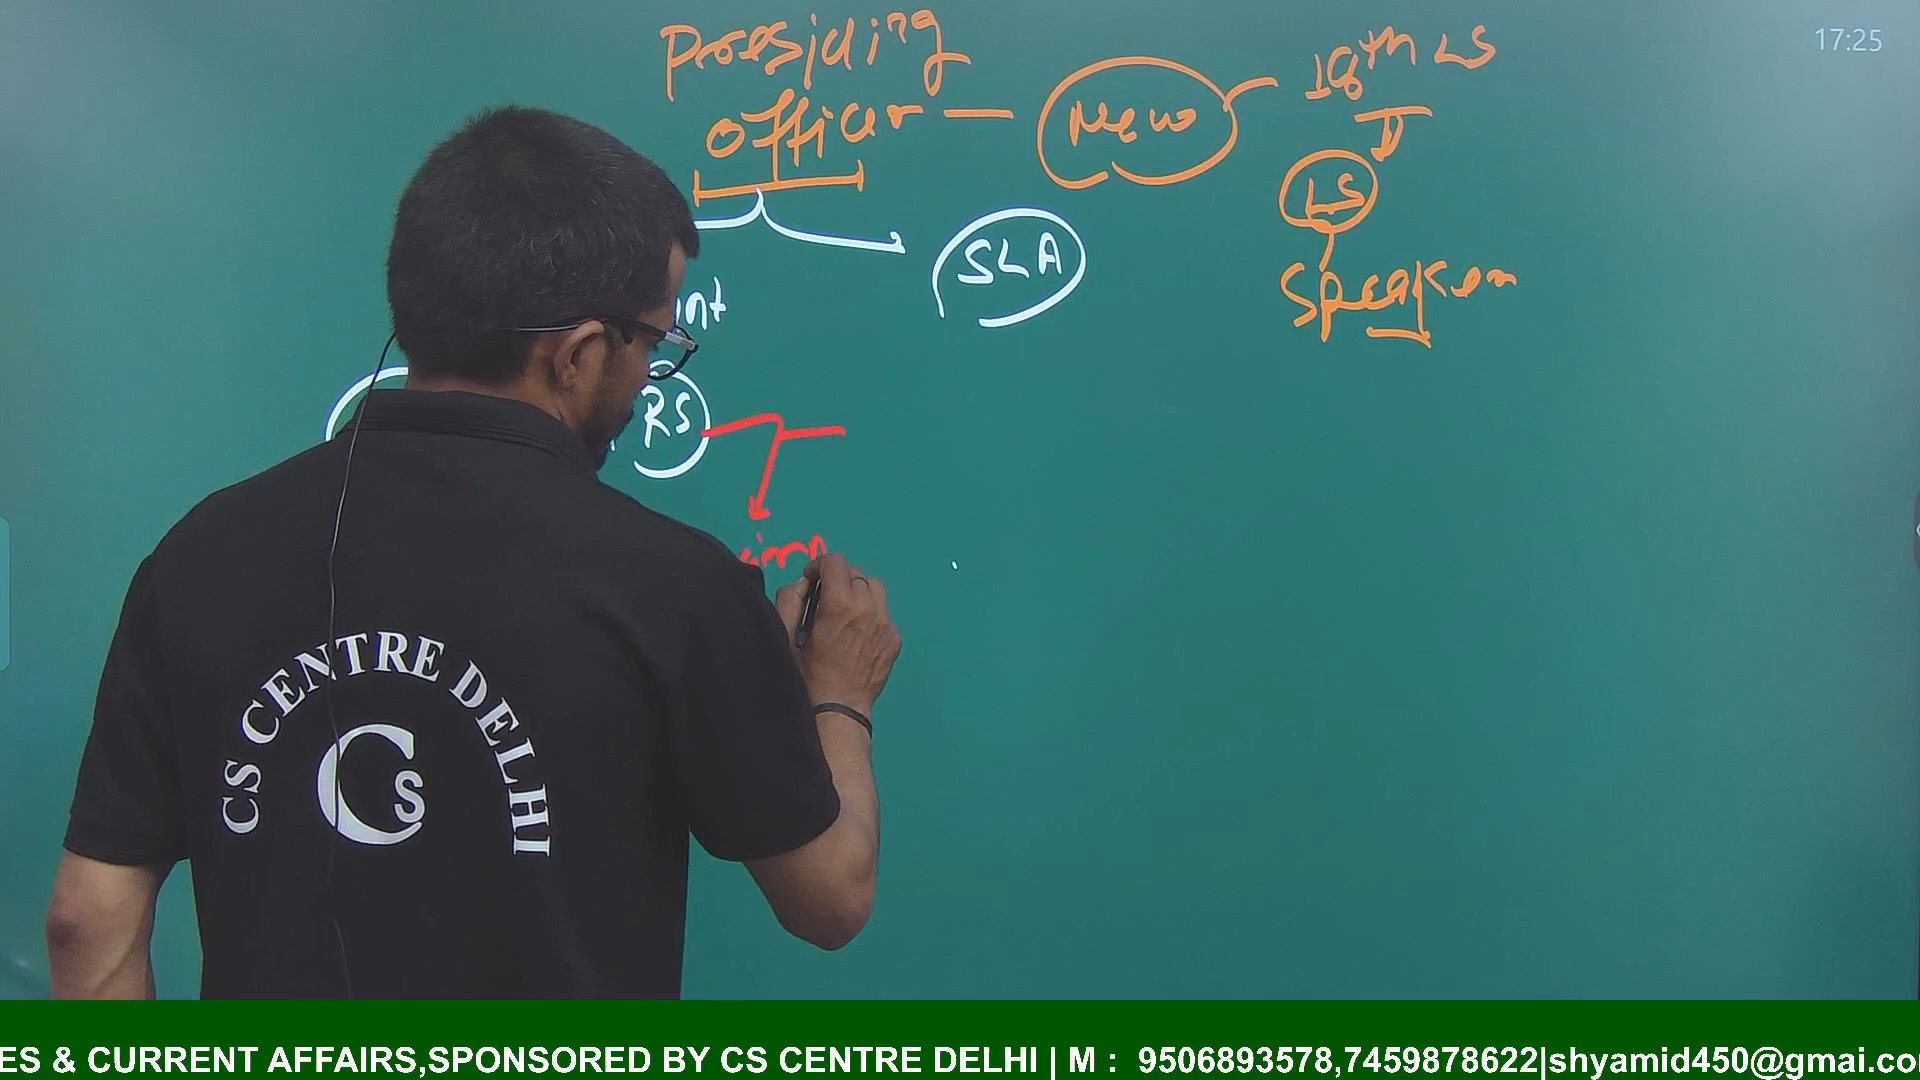 Presiding
officer — New 18th LS
17:25
LS
SLA
Speaker
RS
CS CENTRE DELHI
Cs
ES & CURRENT AFFAIRS,SPONSORED BY CS CENTRE DELHI | M : 9506893578,7459878622|shyamid450@gmai.co